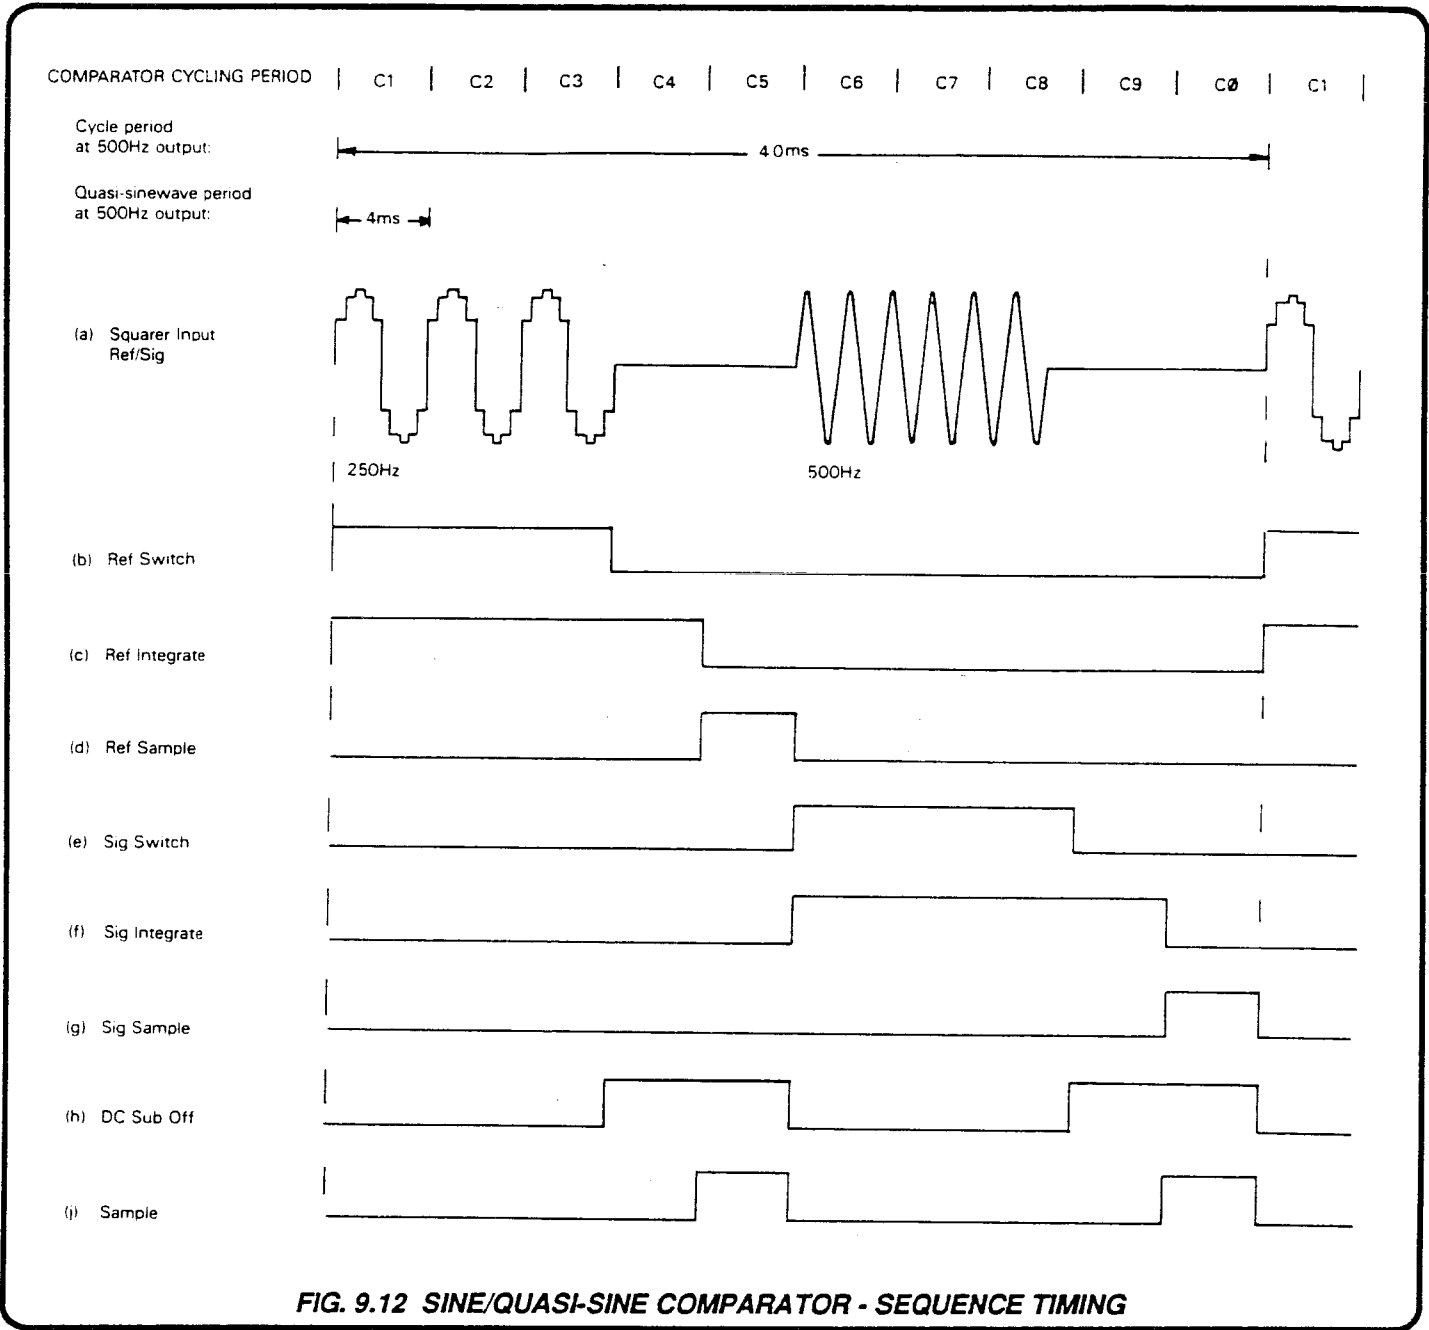 COMPARATOR CYCLING PERIOD | C1 | C2 | C3 | C4 | C5 | C6 | C7 | C8 | C9 | CØ | C1 |
Cycle period
at 500Hz output:
40ms
Quasi-sinewave period
at 500Hz output:
4ms
(a) Squarer Input
Ref/Sig
250Hz
500Hz
(b) Ref Switch
(c) Ref Integrate
(d) Ref Sample
(e) Sig Switch
(f) Sig Integrate
(g) Sig Sample
(h) DC Sub Off
(j) Sample
FIG. 9.12 SINE/QUASI-SINE COMPARATOR - SEQUENCE TIMING